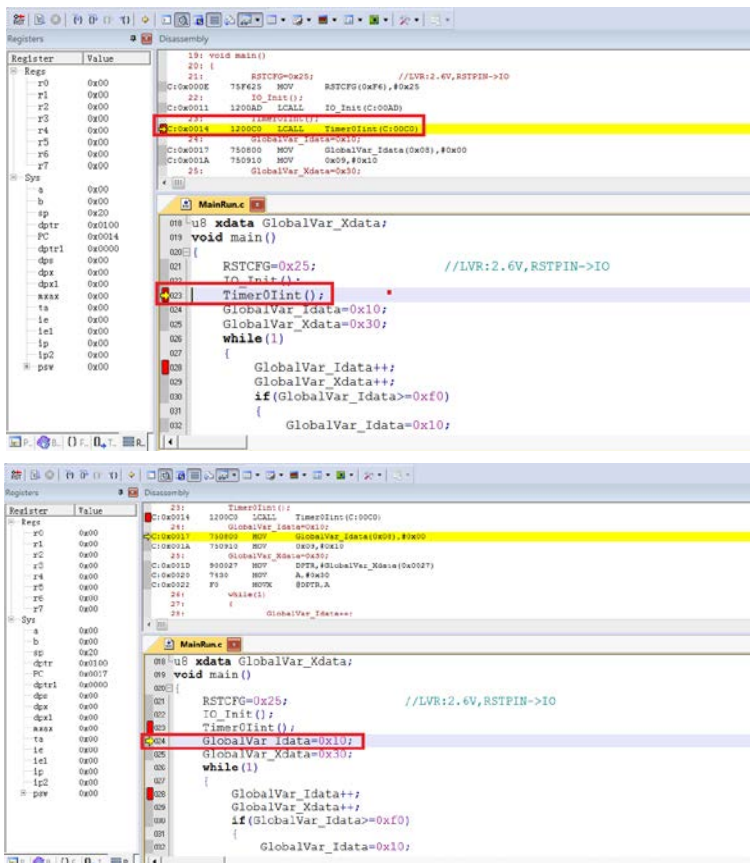 Registers
Register Value
Regs
r0 0x00
r1 0x00
r2 0x00
r3 0x00
r4 0x00
r5 0x00
r6 0x00
r7 0x00
Sys
a 0x00
b 0x00
sp 0x20
dptr 0x0100
PC 0x0014
dptr1 0x0000
dps 0x00
dpx 0x00
dpx1 0x00
mxax 0x00
ta 0x00
ie 0x00
ie1 0x00
ip 0x00
ip2 0x00
psw 0x00
Disassembly
19: void main()
20: {
21: RSTCFG=0x25; //LVR:2.6V,RSTPIN->IO
C:0x000E 75F625 MOV RSTCFG(0xF6),#0x25
22: IO_Init();
C:0x0011 1200AD LCALL IO_Init(C:00AD)
23: Timer0Iint();
C:0x0014 1200C0 LCALL Timer0Iint(C:00C0)
24: GlobalVar_Idata=0x10;
C:0x0017 750800 MOV GlobalVar_Idata(0x08),#0x00
C:0x001A 750910 MOV 0x09,#0x10
25: GlobalVar_Xdata=0x30;
MainRun.c
018 u8 xdata GlobalVar_Xdata;
019 void main()
020 {
021 RSTCFG=0x25; //LVR:2.6V,RSTPIN->IO
022 IO_Init();
023 Timer0Iint();
024 GlobalVar_Idata=0x10;
025 GlobalVar_Xdata=0x30;
026 while(1)
027 {
028 GlobalVar_Idata++;
029 GlobalVar_Xdata++;
030 if(GlobalVar_Idata>=0xf0)
031 {
032 GlobalVar_Idata=0x10;
Registers
Register Value
Regs
r0 0x00
r1 0x00
r2 0x00
r3 0x00
r4 0x00
r5 0x00
r6 0x00
r7 0x00
Sys
a 0x00
b 0x00
sp 0x20
dptr 0x0100
PC 0x0017
dptr1 0x0000
dps 0x00
dpx 0x00
dpx1 0x00
mxax 0x00
ta 0x00
ie 0x00
ie1 0x00
ip 0x00
ip2 0x00
psw 0x00
Disassembly
23: Timer0Iint();
C:0x0014 1200C0 LCALL Timer0Iint(C:00C0)
24: GlobalVar_Idata=0x10;
C:0x0017 750800 MOV GlobalVar_Idata(0x08),#0x00
C:0x001A 750910 MOV 0x09,#0x10
25: GlobalVar_Xdata=0x30;
C:0x001D 900027 MOV DPTR,#GlobalVar_Xdata(0x0027)
C:0x0020 7430 MOV A,#0x30
C:0x0022 F0 MOVX @DPTR,A
26: while(1)
27: {
28: GlobalVar_Idata++;
MainRun.c
018 u8 xdata GlobalVar_Xdata;
019 void main()
020 {
021 RSTCFG=0x25; //LVR:2.6V,RSTPIN->IO
022 IO_Init();
023 Timer0Iint();
024 GlobalVar_Idata=0x10;
025 GlobalVar_Xdata=0x30;
026 while(1)
027 {
028 GlobalVar_Idata++;
029 GlobalVar_Xdata++;
030 if(GlobalVar_Idata>=0xf0)
031 {
032 GlobalVar_Idata=0x10;